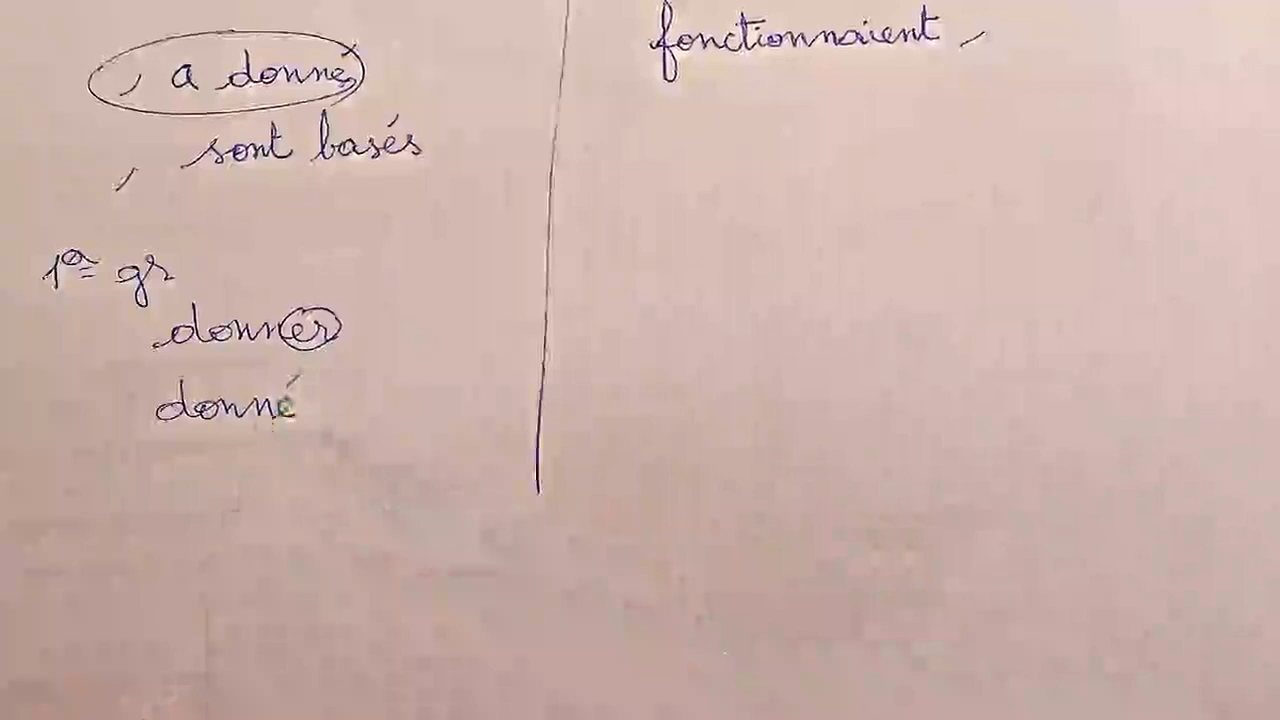 , a donné
, sont basés
1er gr
donner
donné
fonctionnaient,